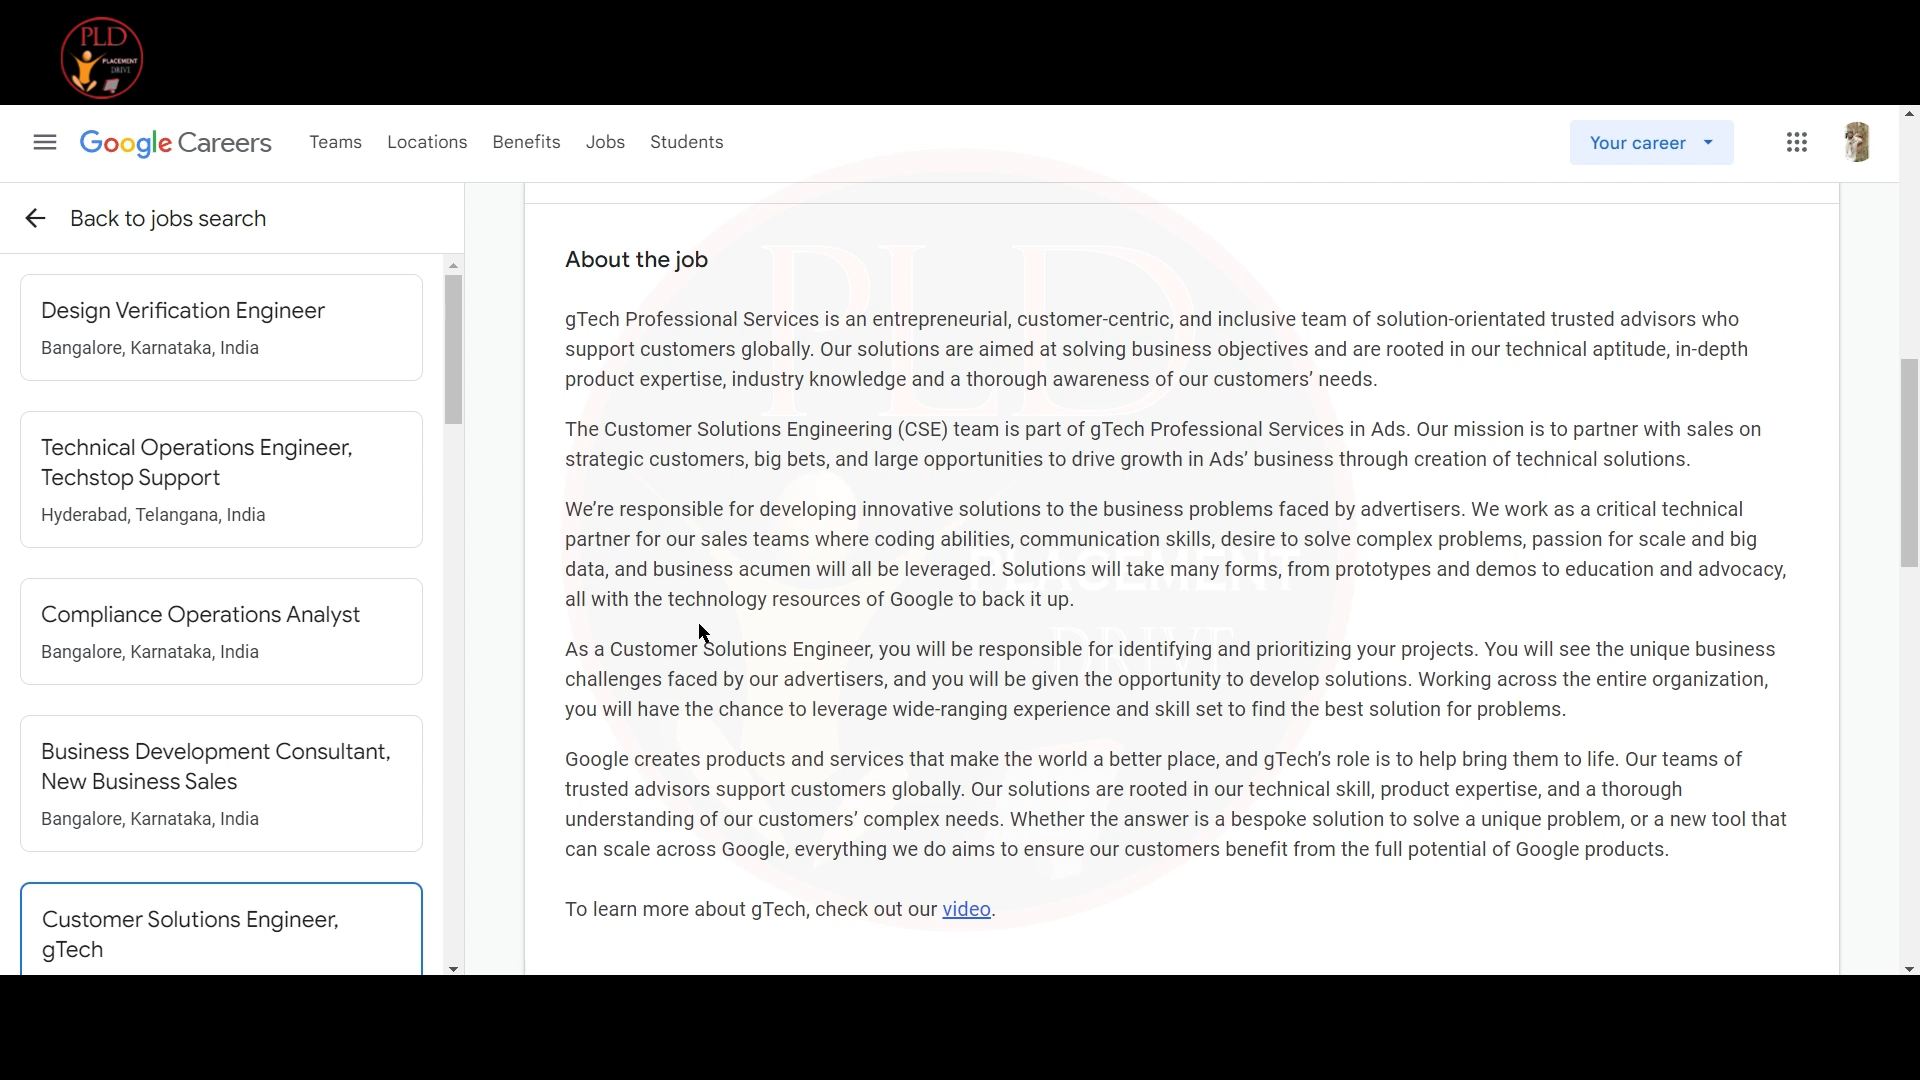 PLD
PLACEMENT
DRIVE
Google Careers
Teams
Locations
Benefits
Jobs
Students
Your career
Back to jobs search
Design Verification Engineer
Bangalore, Karnataka, India
Technical Operations Engineer,
Techstop Support
Hyderabad, Telangana, India
Compliance Operations Analyst
Bangalore, Karnataka, India
Business Development Consultant,
New Business Sales
Bangalore, Karnataka, India
Customer Solutions Engineer,
gTech
About the job
gTech Professional Services is an entrepreneurial, customer-centric, and inclusive team of solution-orientated trusted advisors who
support customers globally. Our solutions are aimed at solving business objectives and are rooted in our technical aptitude, in-depth
product expertise, industry knowledge and a thorough awareness of our customers’ needs.
The Customer Solutions Engineering (CSE) team is part of gTech Professional Services in Ads. Our mission is to partner with sales on
strategic customers, big bets, and large opportunities to drive growth in Ads’ business through creation of technical solutions.
We’re responsible for developing innovative solutions to the business problems faced by advertisers. We work as a critical technical
partner for our sales teams where coding abilities, communication skills, desire to solve complex problems, passion for scale and big
data, and business acumen will all be leveraged. Solutions will take many forms, from prototypes and demos to education and advocacy,
all with the technology resources of Google to back it up.
As a Customer Solutions Engineer, you will be responsible for identifying and prioritizing your projects. You will see the unique business
challenges faced by our advertisers, and you will be given the opportunity to develop solutions. Working across the entire organization,
you will have the chance to leverage wide-ranging experience and skill set to find the best solution for problems.
Google creates products and services that make the world a better place, and gTech’s role is to help bring them to life. Our teams of
trusted advisors support customers globally. Our solutions are rooted in our technical skill, product expertise, and a thorough
understanding of our customers’ complex needs. Whether the answer is a bespoke solution to solve a unique problem, or a new tool that
can scale across Google, everything we do aims to ensure our customers benefit from the full potential of Google products.
To learn more about gTech, check out our video.
PLD
PLACEMENT
DRIVE